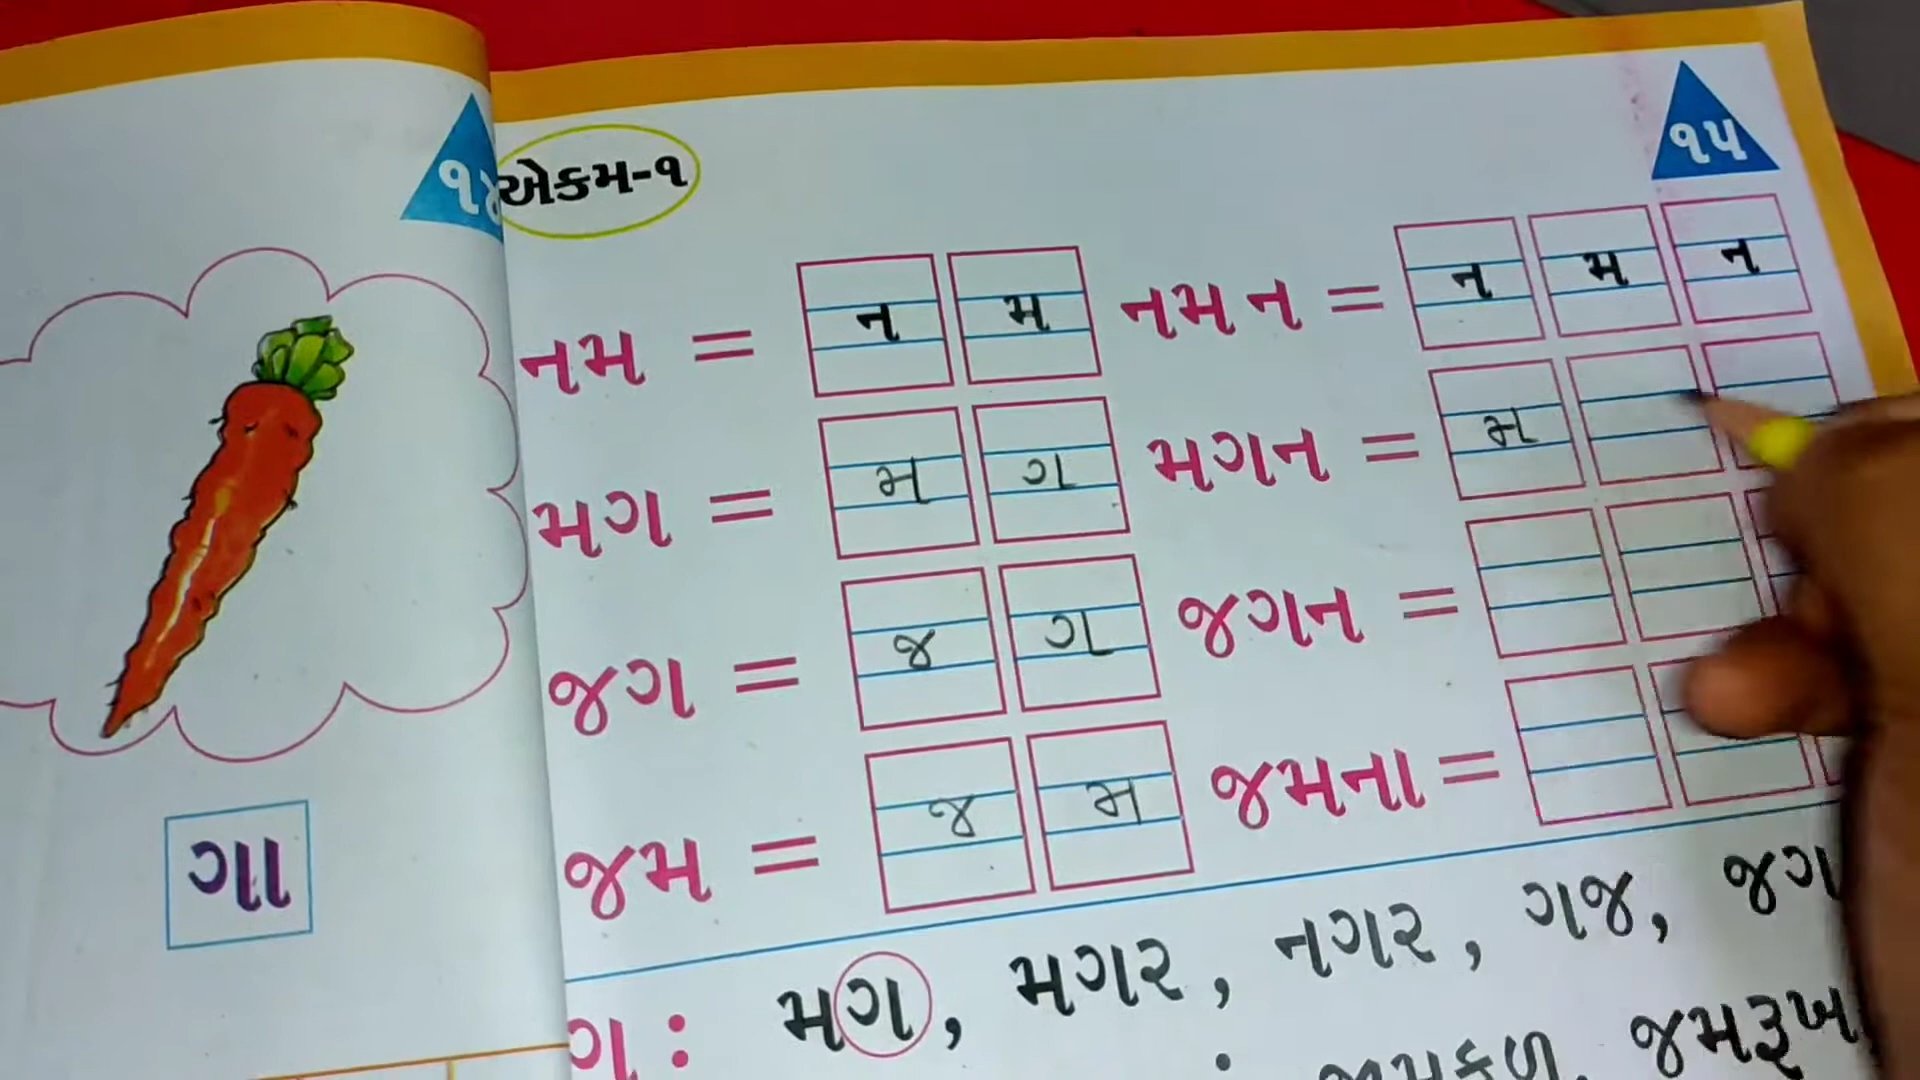 ૧૪
એકમ-૧
૧૫
નમ = ન મ
નમન = ન મ ન
મગ = મ ગ
મગન = મ
જગ = જ ગ
જગન =
જમ = જ મ
જમના =
ગા
ગ : મગ, મગર, નગર, ગજ, જગ
જમરૂખ